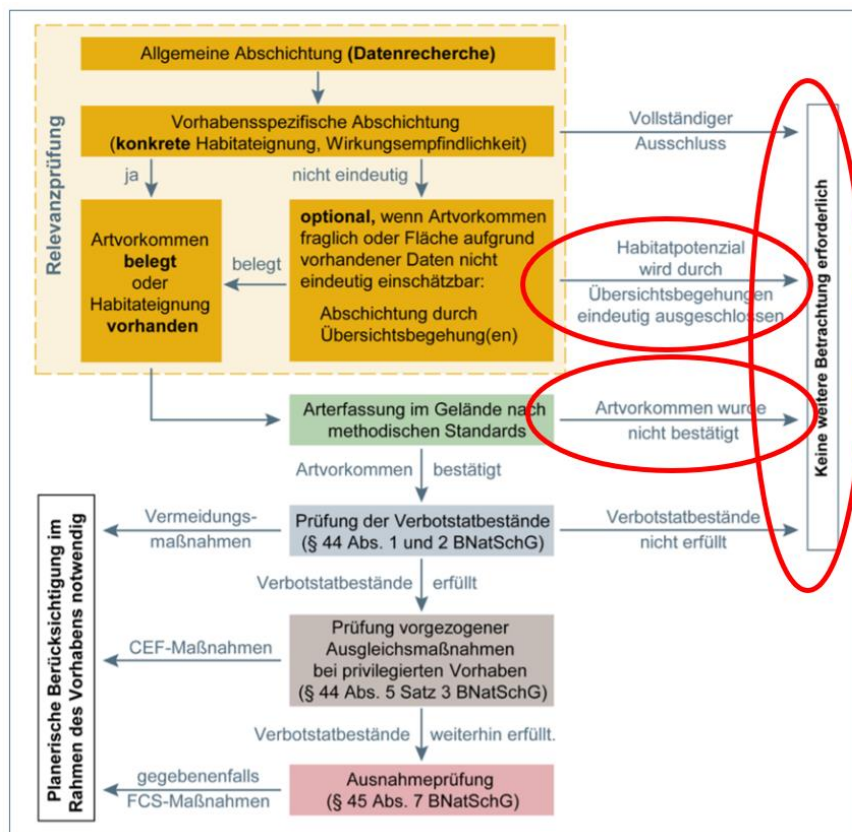 Relevanzprüfung
Allgemeine Abschichtung (Datenrecherche)
Vorhabensspezifische Abschichtung
(konkrete Habitateignung, Wirkungsempfindlichkeit)
Vollständiger
Ausschluss
ja
nicht eindeutig
Artvorkommen
belegt
oder
Habitateignung
vorhanden
belegt
optional, wenn Artvorkommen
fraglich oder Fläche aufgrund
vorhandener Daten nicht
eindeutig einschätzbar:
Abschichtung durch
Übersichtsbegehung(en)
Habitatpotenzial
wird durch
Übersichtsbegehungen
eindeutig ausgeschlossen
Keine weitere Betrachtung erforderlich
Arterfassung im Gelände nach
methodischen Standards
Artvorkommen wurde
nicht bestätigt
Artvorkommen bestätigt
Planerische Berücksichtigung im
Rahmen des Vorhabens notwendig
Vermeidungs-
maßnahmen
Prüfung der Verbotstatbestände
(§ 44 Abs. 1 und 2 BNatSchG)
Verbotstatbestände
nicht erfüllt
Verbotstatbestände erfüllt
CEF-Maßnahmen
Prüfung vorgezogener
Ausgleichsmaßnahmen
bei privilegierten Vorhaben
(§ 44 Abs. 5 Satz 3 BNatSchG)
Verbotstatbestände weiterhin erfüllt.
gegebenenfalls
FCS-Maßnahmen
Ausnahmeprüfung
(§ 45 Abs. 7 BNatSchG)